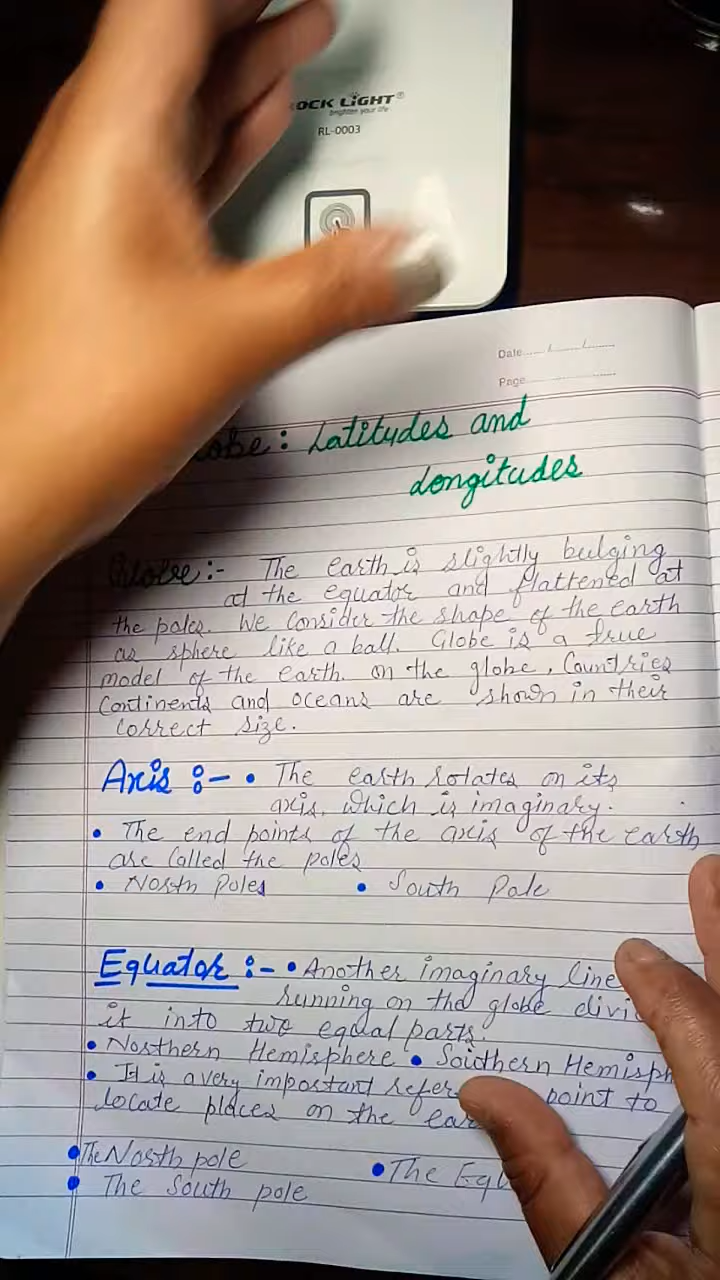 ROCK LiGHT®
brighten your life
RL-0003
Date
Page
Latitudes and
Longitudes
Globe :- The earth is slightly bulging
at the equator and flattened at
the poles. We consider the shape of the earth
as sphere like a ball. Globe is a true
model of the earth. on the globe, Countries
Continents and oceans are shown in their
correct size.
Axis :- • The earth rotates on its
axis, which is imaginary.
• The end points of the axis of the earth
are called the poles
• North Poles • South Pole
Equator :- • Another imaginary line
running on the globe divi
it into two equal parts.
• Northern Hemisphere • Southern Hemisph
• It is a very important refer point to
locate places on the ear
• The North pole • The Equ
• The South pole